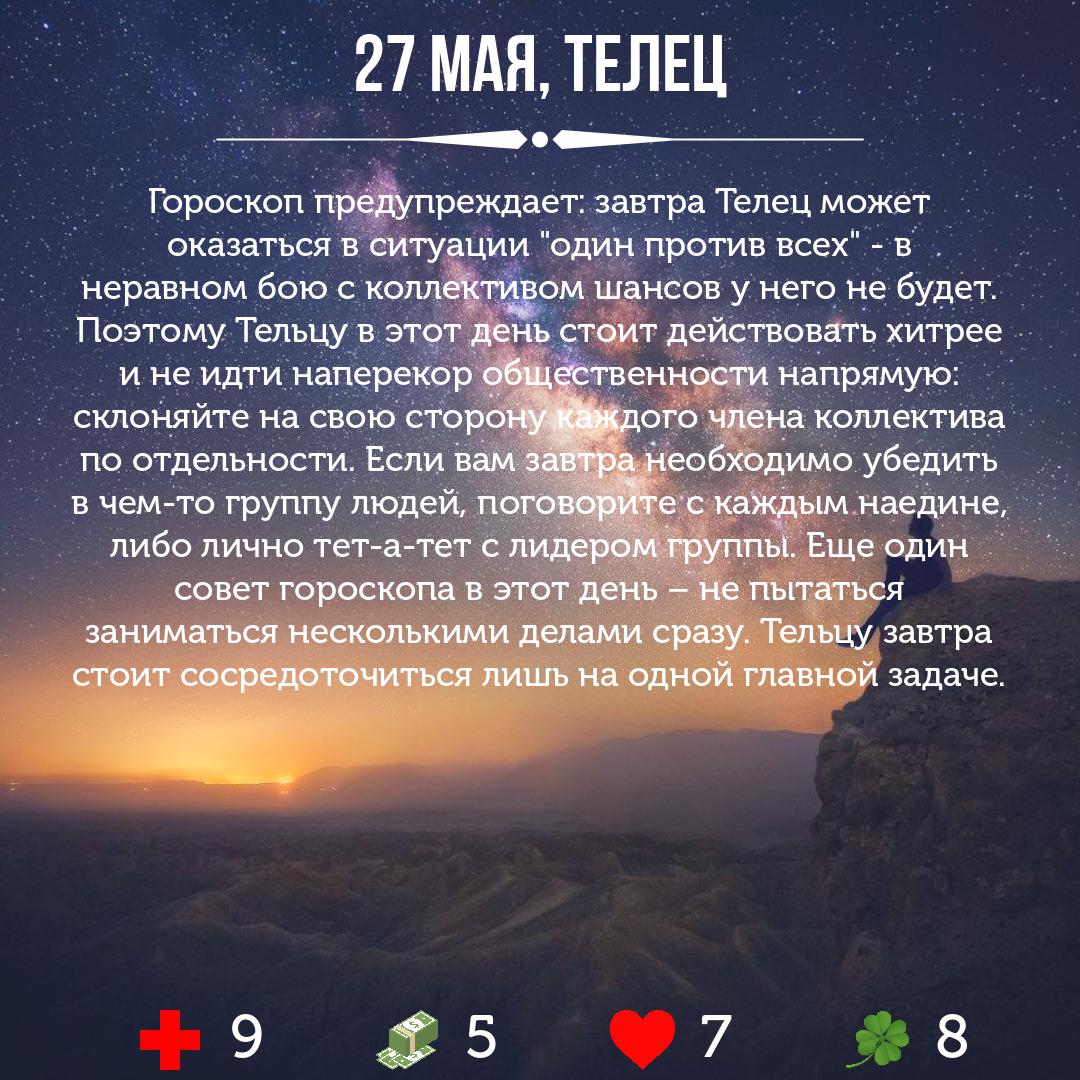 27 МАЯ, ТЕЛЕЦ
Гороскоп предупреждает: завтра Телец может
оказаться в ситуации "один против всех" - в
неравном бою с коллективом шансов у него не будет.
Поэтому Тельцу в этот день стоит действовать хитрее
и не идти наперекор общественности напрямую:
склоняйте на свою сторону каждого члена коллектива
по отдельности. Если вам завтра необходимо убедить
в чем-то группу людей, поговорите с каждым наедине,
либо лично тет-а-тет с лидером группы. Еще один
совет гороскопа в этот день – не пытаться
заниматься несколькими делами сразу. Тельцу завтра
стоит сосредоточиться лишь на одной главной задаче.
9 5 7 8